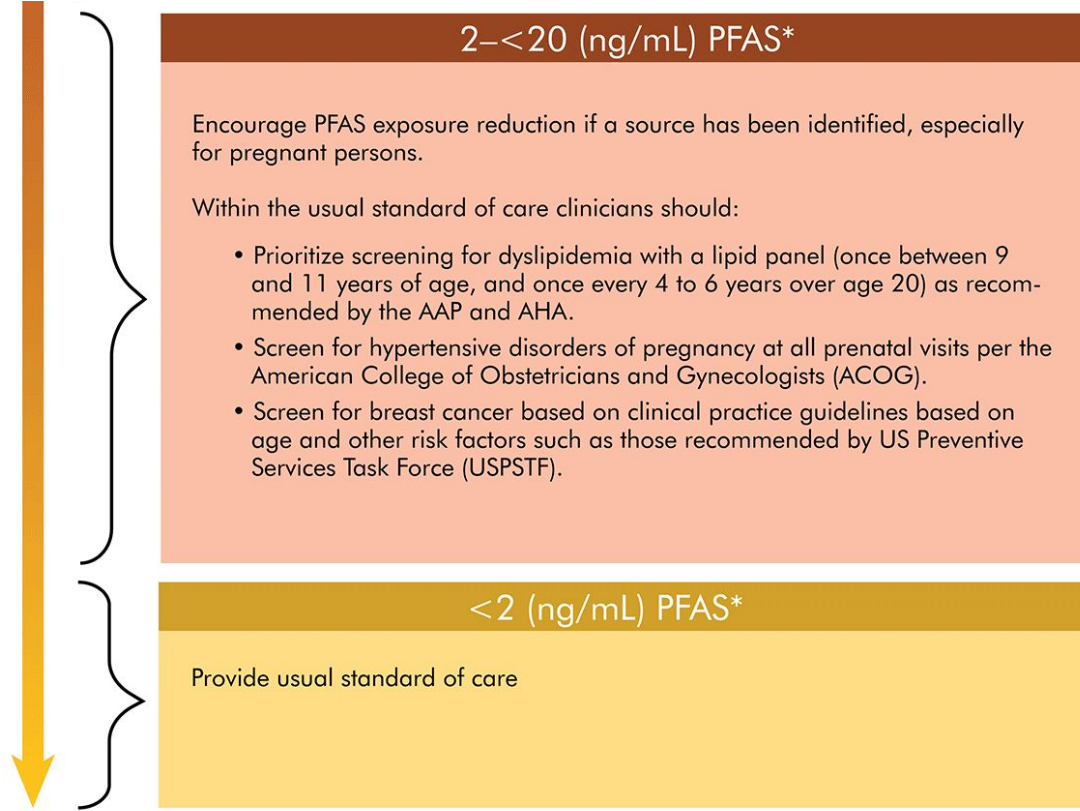 2–<20 (ng/mL) PFAS*
Encourage PFAS exposure reduction if a source has been identified, especially
for pregnant persons.
Within the usual standard of care clinicians should:
• Prioritize screening for dyslipidemia with a lipid panel (once between 9
and 11 years of age, and once every 4 to 6 years over age 20) as recom-
mended by the AAP and AHA.
• Screen for hypertensive disorders of pregnancy at all prenatal visits per the
American College of Obstetricians and Gynecologists (ACOG).
• Screen for breast cancer based on clinical practice guidelines based on
age and other risk factors such as those recommended by US Preventive
Services Task Force (USPSTF).
<2 (ng/mL) PFAS*
Provide usual standard of care